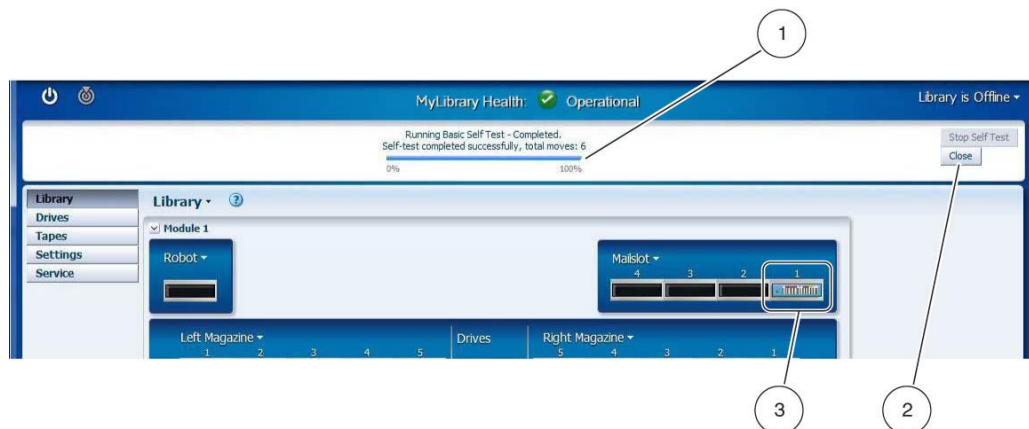 1
MyLibrary Health: Operational
Library is Offline
Running Basic Self Test - Completed.
Self-test completed successfully, total moves: 6
0% 100%
Stop Self Test
Close
Library
Drives
Tapes
Settings
Service
Library
?
Module 1
Robot
Mailslot
4 3 2 1
Left Magazine
1 2 3 4 5
Drives
Right Magazine
5 4 3 2 1
3
2